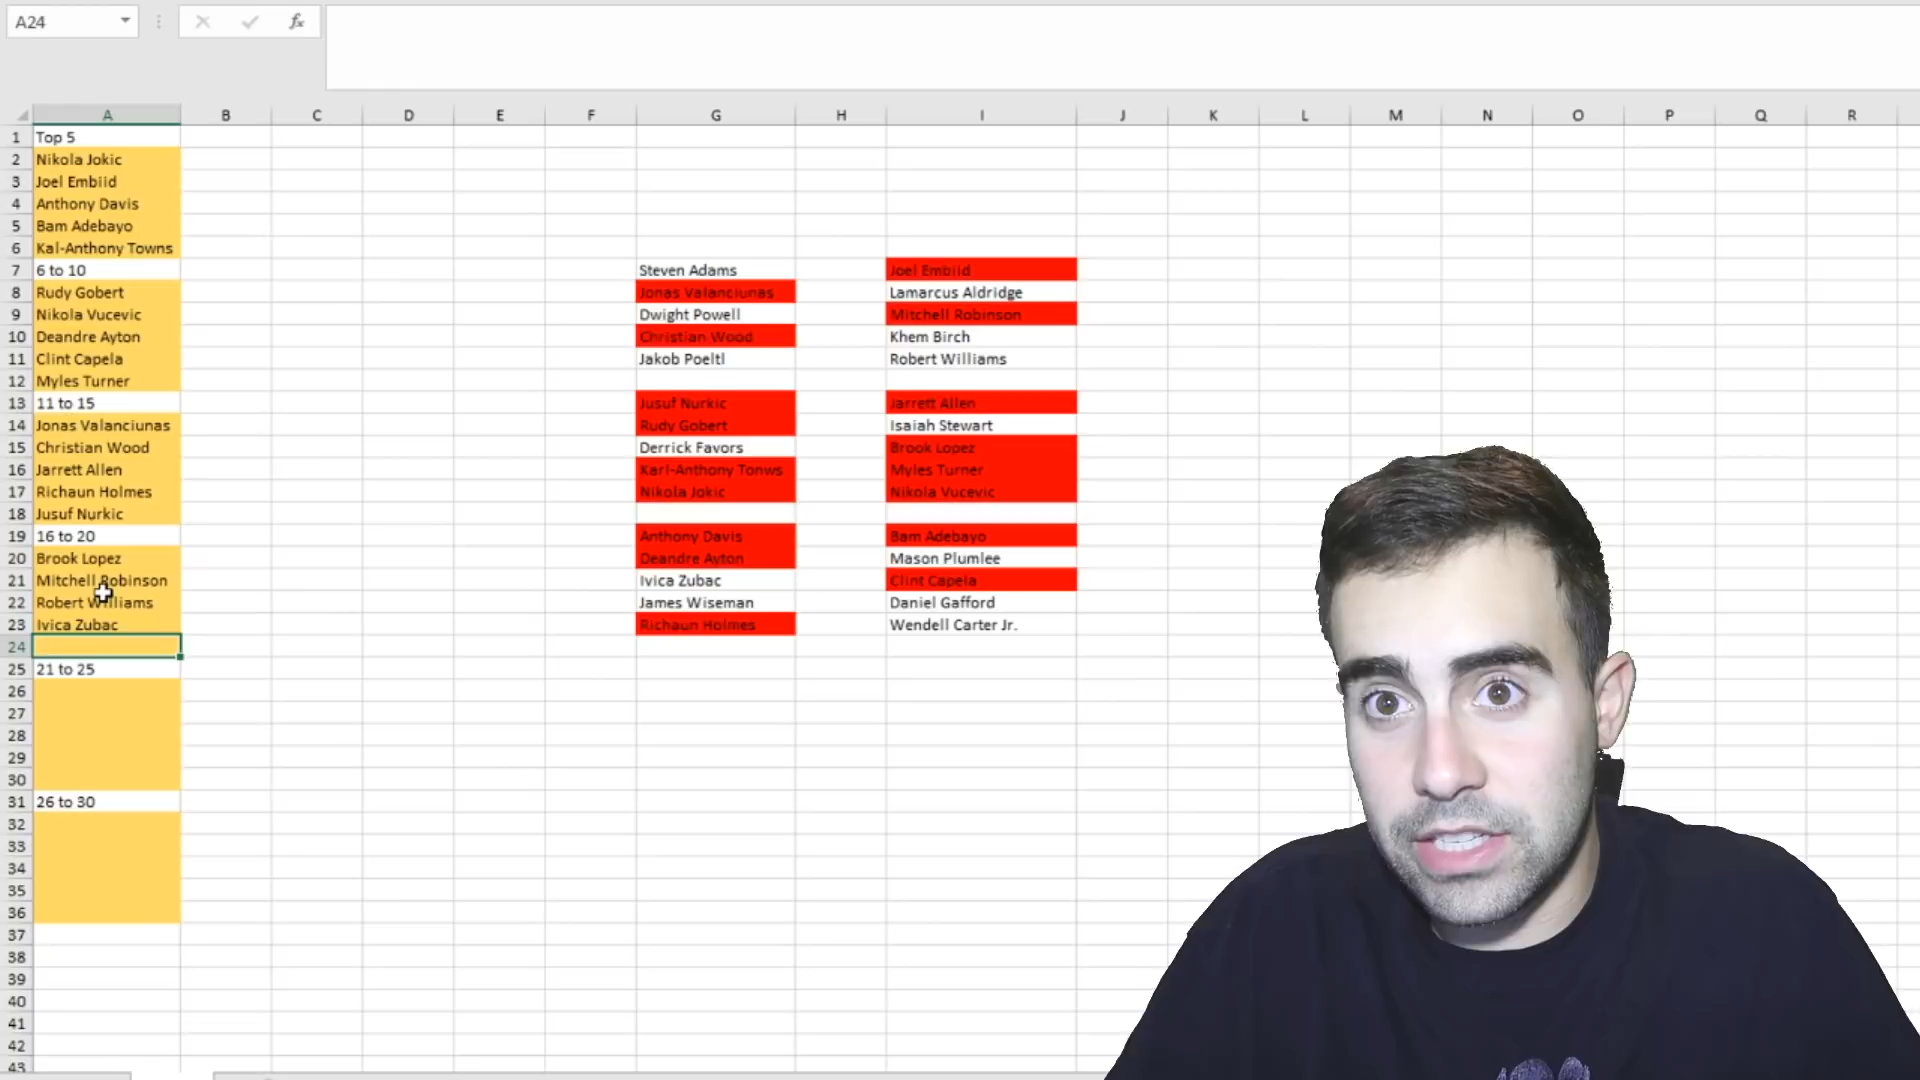 A24
fx
A B C D E F G H I J K L M N O P Q R
1 Top 5
2 Nikola Jokic
3 Joel Embiid
4 Anthony Davis
5 Bam Adebayo
6 Kal-Anthony Towns
7 6 to 10 Steven Adams Joel Embiid
8 Rudy Gobert Jonas Valanciunas Lamarcus Aldridge
9 Nikola Vucevic Dwight Powell Mitchell Robinson
10 Deandre Ayton Christian Wood Khem Birch
11 Clint Capela Jakob Poeltl Robert Williams
12 Myles Turner
13 11 to 15 Jusuf Nurkic Jarrett Allen
14 Jonas Valanciunas Rudy Gobert Isaiah Stewart
15 Christian Wood Derrick Favors Brook Lopez
16 Jarrett Allen Karl-Anthony Tonws Myles Turner
17 Richaun Holmes Nikola Jokic Nikola Vucevic
18 Jusuf Nurkic
19 16 to 20 Anthony Davis Bam Adebayo
20 Brook Lopez Deandre Ayton Mason Plumlee
21 Mitchell Robinson Ivica Zubac Clint Capela
22 Robert Williams James Wiseman Daniel Gafford
23 Ivica Zubac Richaun Holmes Wendell Carter Jr.
24
25 21 to 25
26
27
28
29
30
31 26 to 30
32
33
34
35
36
37
38
39
40
41
42
43